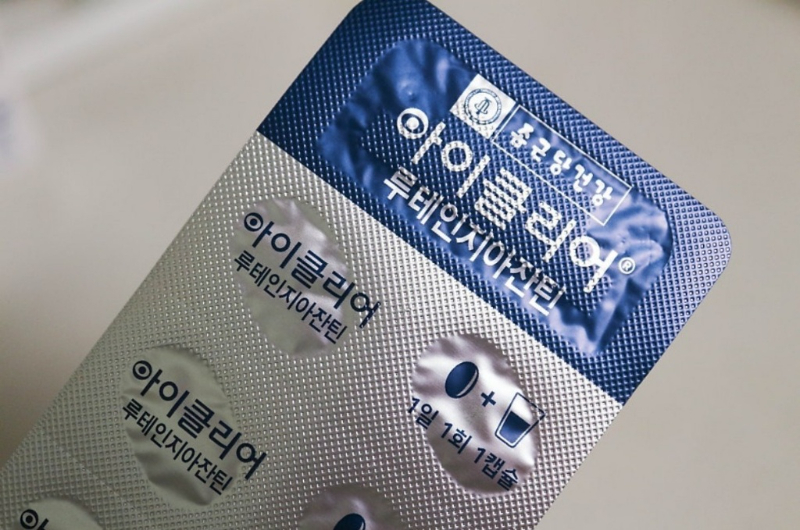 종근당건강
아이클리어®
루테인지아잔틴
아이클리어
루테인지아잔틴
+
1일 1회 1캡슐
아이클리어
루테인지아잔틴